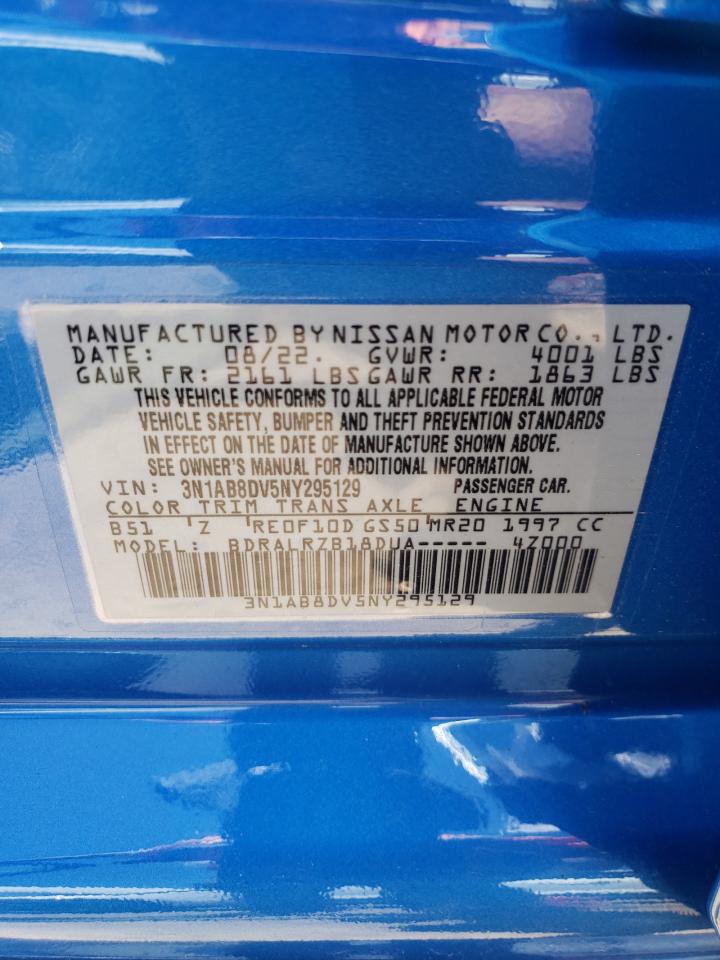 MANUFACTURED BY NISSAN MOTOR CO., LTD.
DATE: 08/22. GVWR: 4001 LBS
GAWR FR: 2161 LBS GAWR RR: 1863 LBS
THIS VEHICLE CONFORMS TO ALL APPLICABLE FEDERAL MOTOR
VEHICLE SAFETY, BUMPER AND THEFT PREVENTION STANDARDS
IN EFFECT ON THE DATE OF MANUFACTURE SHOWN ABOVE.
SEE OWNER'S MANUAL FOR ADDITIONAL INFORMATION.
VIN: 3N1AB8DV5NY295129 PASSENGER CAR.
COLOR TRIM TRANS AXLE ENGINE
B51 Z RE0F10D GS50 MR20 1997 CC
MODEL: BDRALRZB18DUA----- 4Z000
3N1AB8DV5NY295129